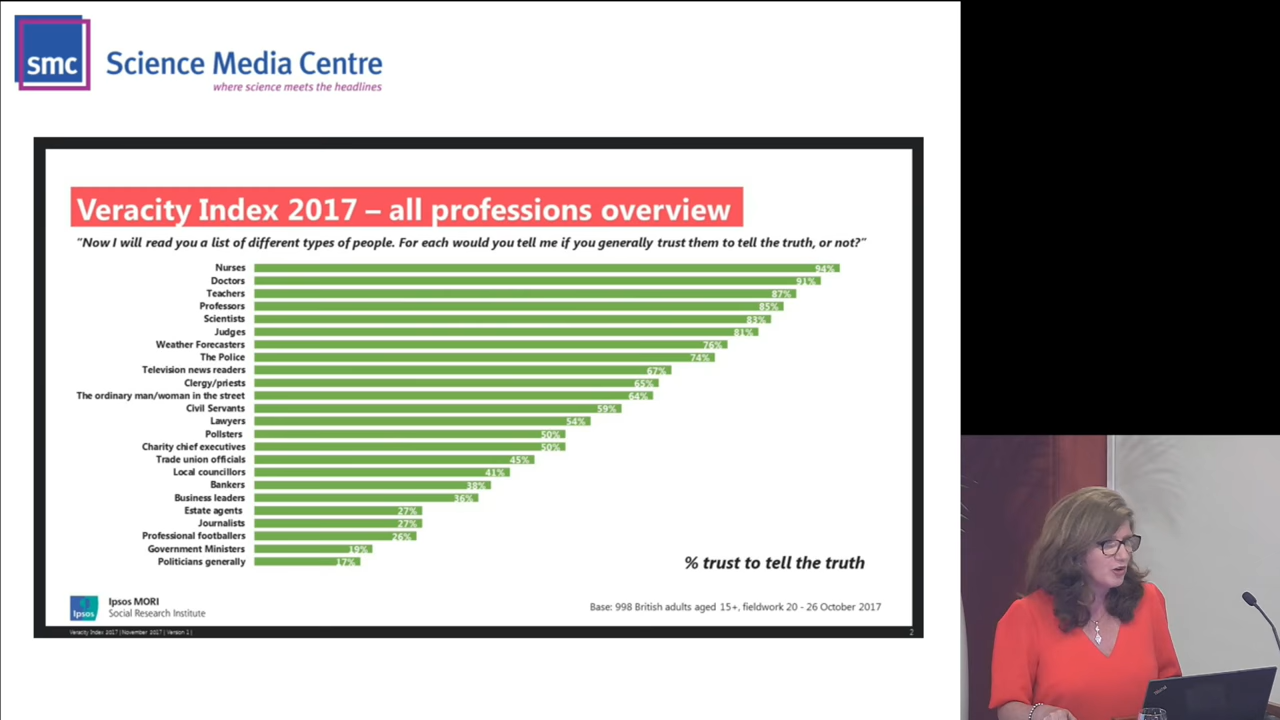 smc
Science Media Centre
where science meets the headlines
Veracity Index 2017 – all professions overview
"Now I will read you a list of different types of people. For each would you tell me if you generally trust them to tell the truth, or not?"
Nurses 94%
Doctors 91%
Teachers 87%
Professors 85%
Scientists 83%
Judges 81%
Weather Forecasters 76%
The Police 74%
Television news readers 67%
Clergy/priests 65%
The ordinary man/woman in the street 64%
Civil Servants 59%
Lawyers 54%
Pollsters 50%
Charity chief executives 50%
Trade union officials 45%
Local councillors 41%
Bankers 38%
Business leaders 36%
Estate agents 27%
Journalists 27%
Professional footballers 26%
Government Ministers 19%
Politicians generally 17%
% trust to tell the truth
Ipsos
Ipsos MORI
Social Research Institute
Base: 998 British adults aged 15+, fieldwork 20 - 26 October 2017
Veracity Index 2017 | November 2017 | Version 1 |
2